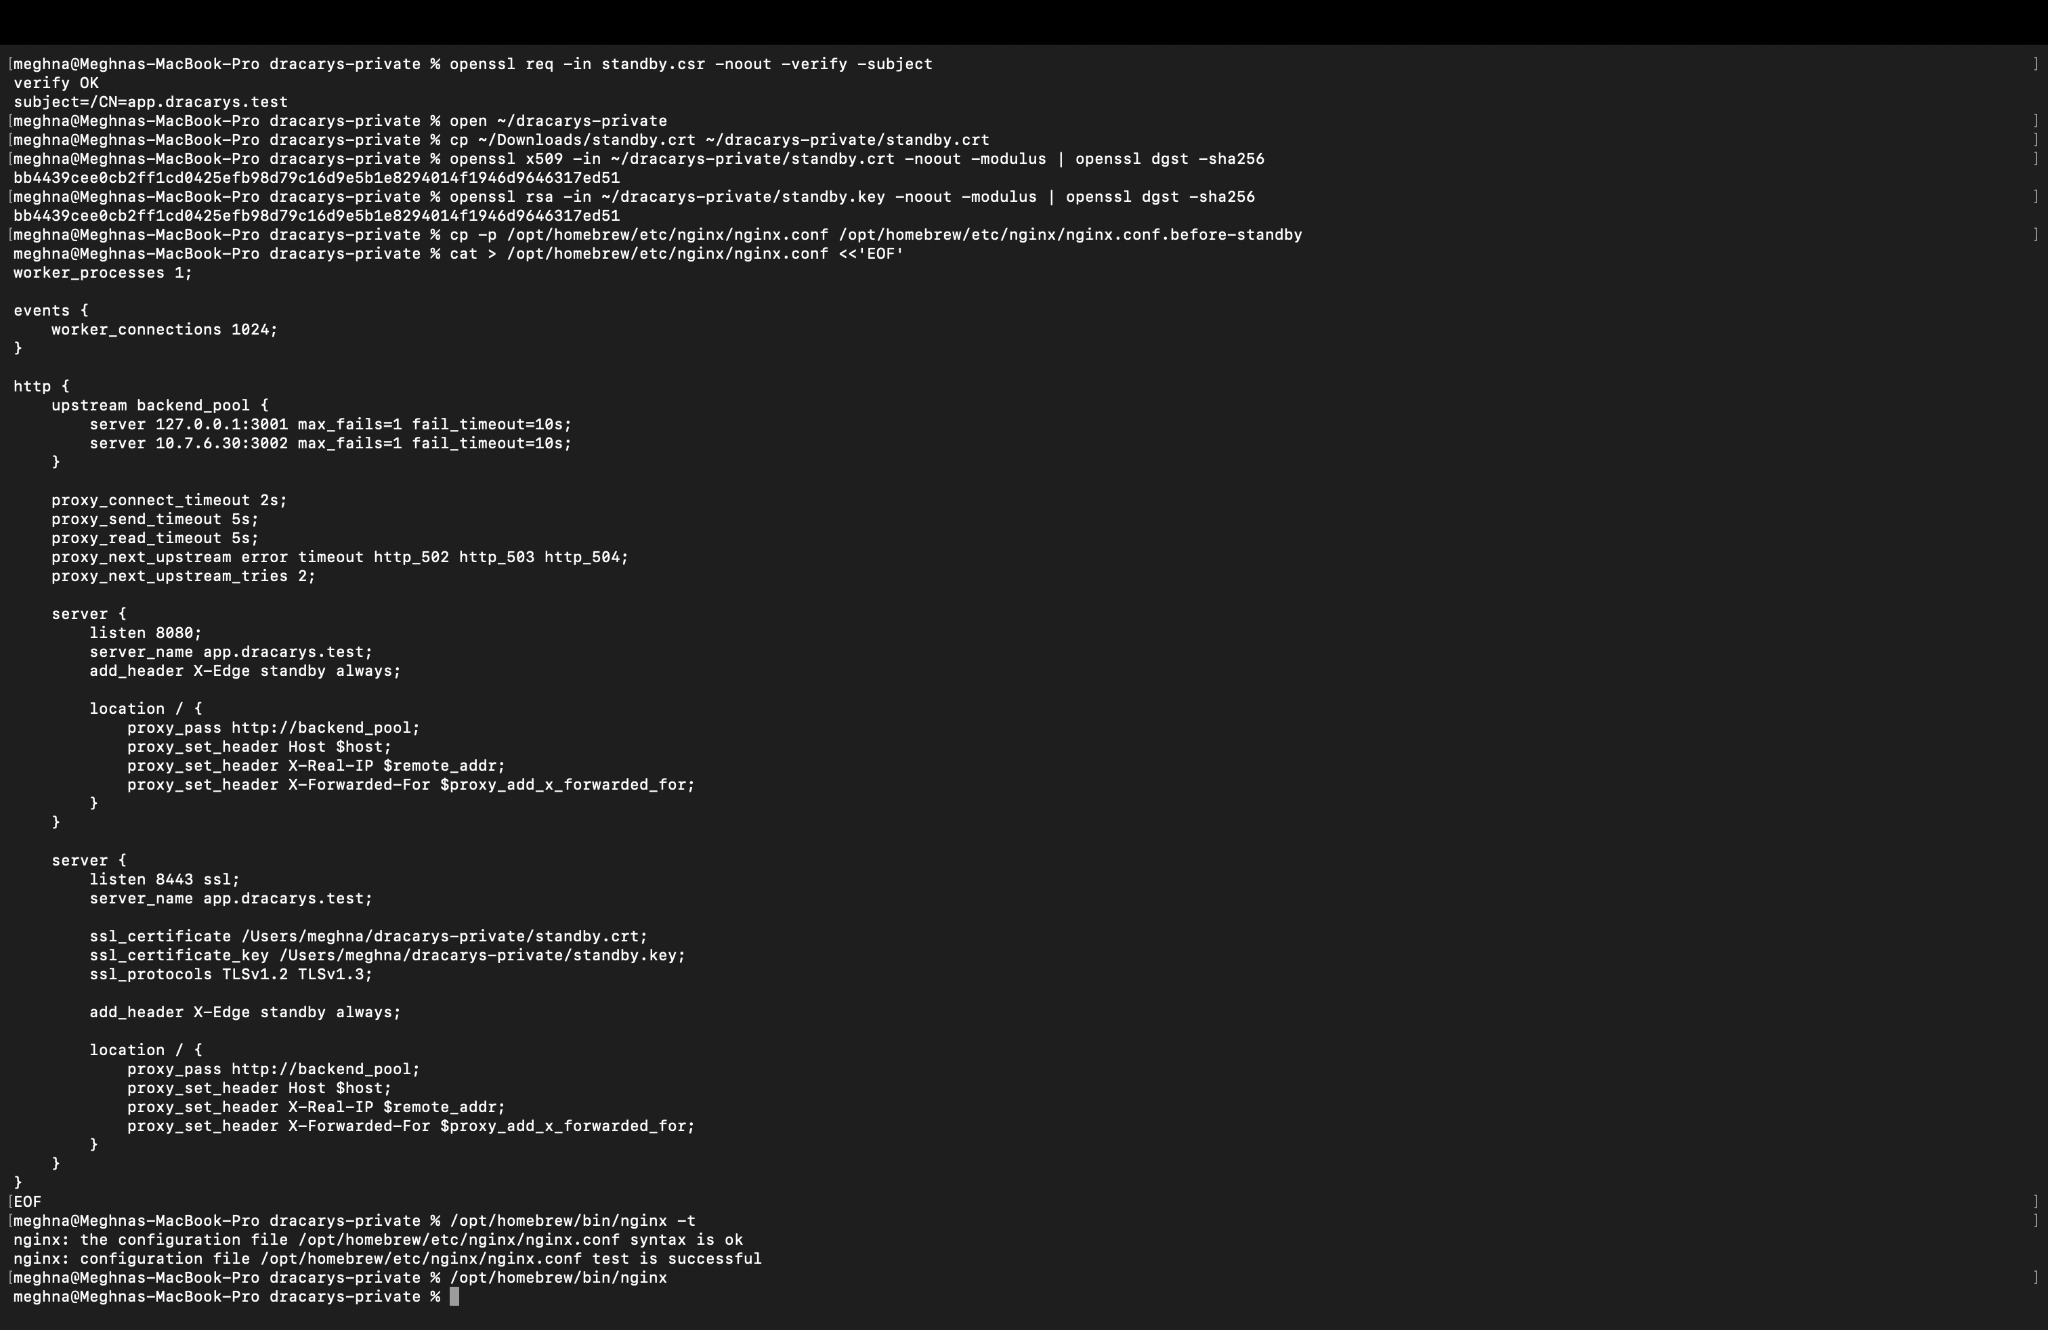 [meghna@Meghnas-MacBook-Pro dracarys-private % openssl req -in standby.csr -noout -verify -subject ]
verify OK
subject=/CN=app.dracarys.test
[meghna@Meghnas-MacBook-Pro dracarys-private % open ~/dracarys-private ]
[meghna@Meghnas-MacBook-Pro dracarys-private % cp ~/Downloads/standby.crt ~/dracarys-private/standby.crt ]
[meghna@Meghnas-MacBook-Pro dracarys-private % openssl x509 -in ~/dracarys-private/standby.crt -noout -modulus | openssl dgst -sha256 ]
bb4439cee0cb2ff1cd0425efb98d79c16d9e5b1e8294014f1946d9646317ed51
[meghna@Meghnas-MacBook-Pro dracarys-private % openssl rsa -in ~/dracarys-private/standby.key -noout -modulus | openssl dgst -sha256 ]
bb4439cee0cb2ff1cd0425efb98d79c16d9e5b1e8294014f1946d9646317ed51
[meghna@Meghnas-MacBook-Pro dracarys-private % cp -p /opt/homebrew/etc/nginx/nginx.conf /opt/homebrew/etc/nginx/nginx.conf.before-standby ]
meghna@Meghnas-MacBook-Pro dracarys-private % cat > /opt/homebrew/etc/nginx/nginx.conf <<'EOF'
worker_processes 1;

events {
    worker_connections 1024;
}

http {
    upstream backend_pool {
        server 127.0.0.1:3001 max_fails=1 fail_timeout=10s;
        server 10.7.6.30:3002 max_fails=1 fail_timeout=10s;
    }

    proxy_connect_timeout 2s;
    proxy_send_timeout 5s;
    proxy_read_timeout 5s;
    proxy_next_upstream error timeout http_502 http_503 http_504;
    proxy_next_upstream_tries 2;

    server {
        listen 8080;
        server_name app.dracarys.test;
        add_header X-Edge standby always;

        location / {
            proxy_pass http://backend_pool;
            proxy_set_header Host $host;
            proxy_set_header X-Real-IP $remote_addr;
            proxy_set_header X-Forwarded-For $proxy_add_x_forwarded_for;
        }
    }

    server {
        listen 8443 ssl;
        server_name app.dracarys.test;

        ssl_certificate /Users/meghna/dracarys-private/standby.crt;
        ssl_certificate_key /Users/meghna/dracarys-private/standby.key;
        ssl_protocols TLSv1.2 TLSv1.3;

        add_header X-Edge standby always;

        location / {
            proxy_pass http://backend_pool;
            proxy_set_header Host $host;
            proxy_set_header X-Real-IP $remote_addr;
            proxy_set_header X-Forwarded-For $proxy_add_x_forwarded_for;
        }
    }
}
[EOF ]
[meghna@Meghnas-MacBook-Pro dracarys-private % /opt/homebrew/bin/nginx -t ]
nginx: the configuration file /opt/homebrew/etc/nginx/nginx.conf syntax is ok
nginx: configuration file /opt/homebrew/etc/nginx/nginx.conf test is successful
[meghna@Meghnas-MacBook-Pro dracarys-private % /opt/homebrew/bin/nginx ]
meghna@Meghnas-MacBook-Pro dracarys-private %